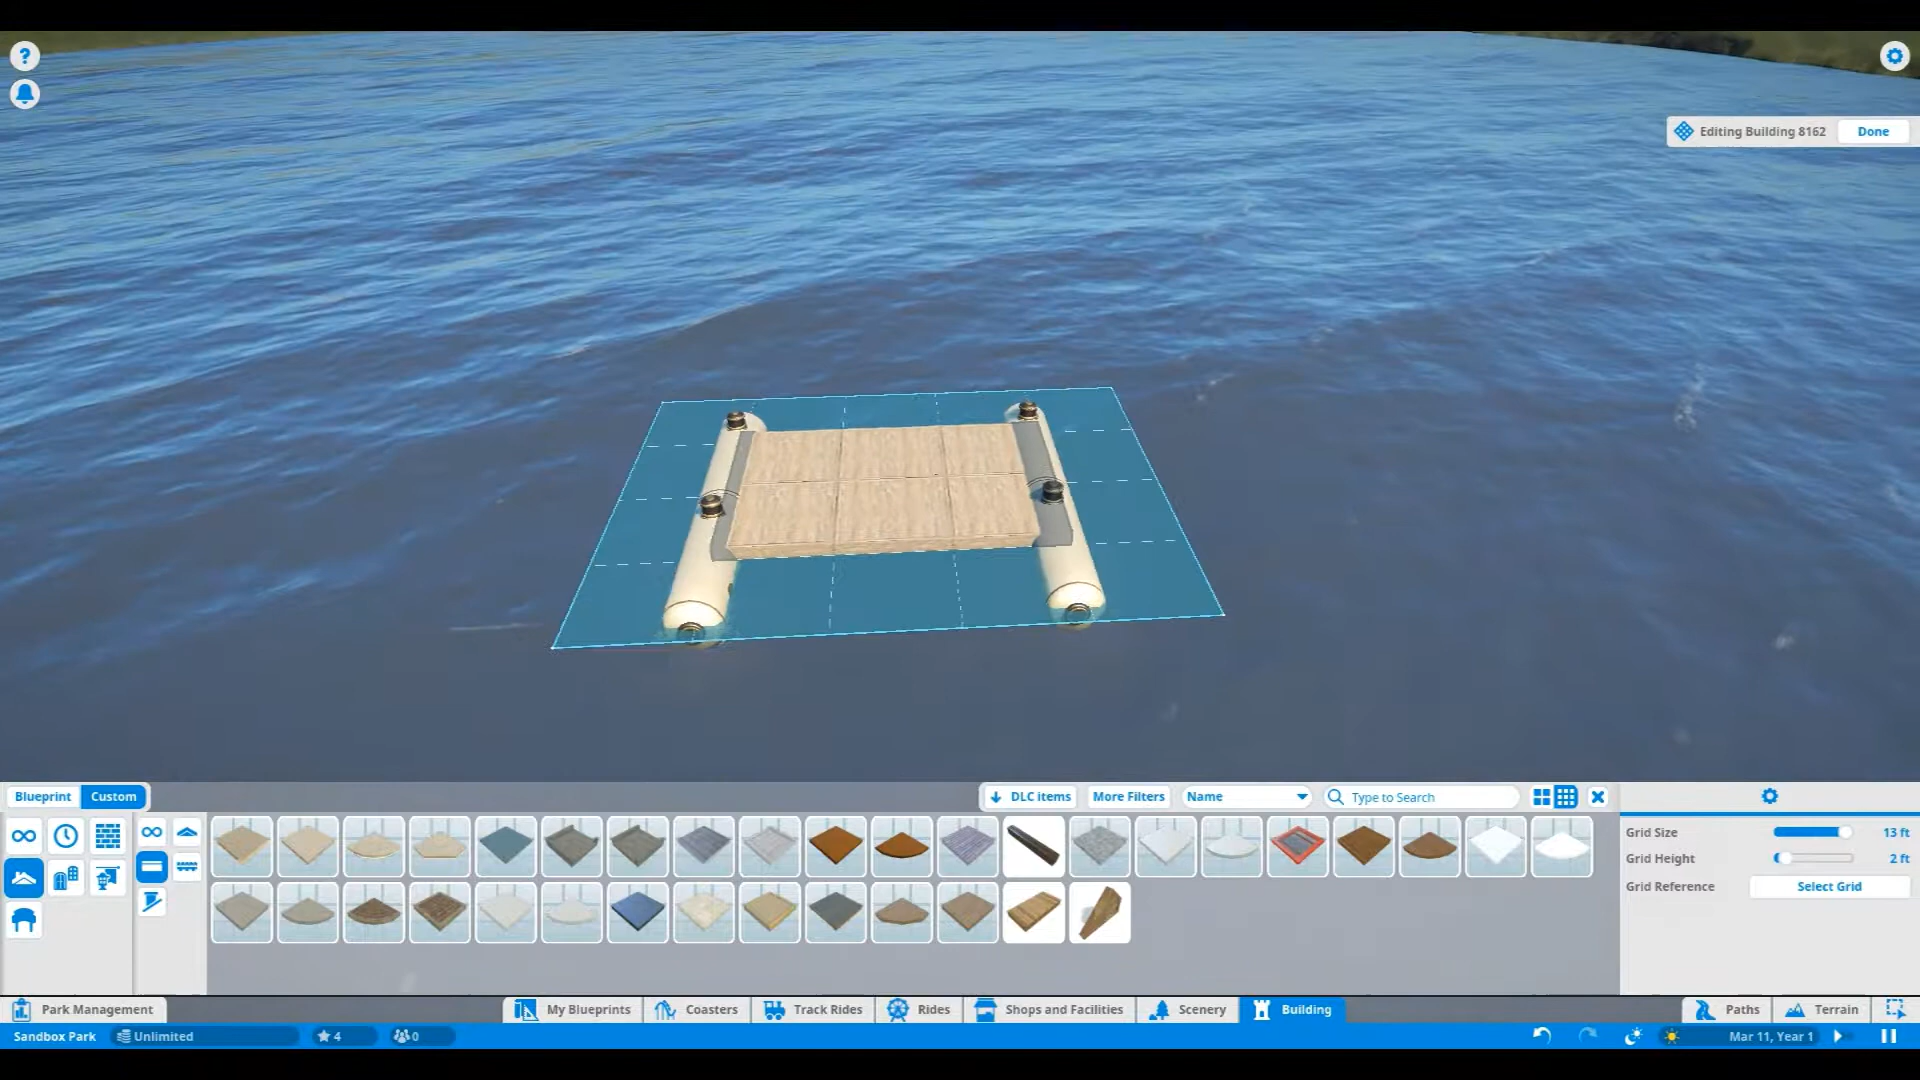 ?
Editing Building 8162 Done
Blueprint Custom
DLC items More Filters Name Type to Search
Grid Size 13 ft
Grid Height 2 ft
Grid Reference Select Grid
Park Management My Blueprints Coasters Track Rides Rides Shops and Facilities Scenery Building Paths Terrain
Sandbox Park Unlimited 4 0 Mar 11, Year 1